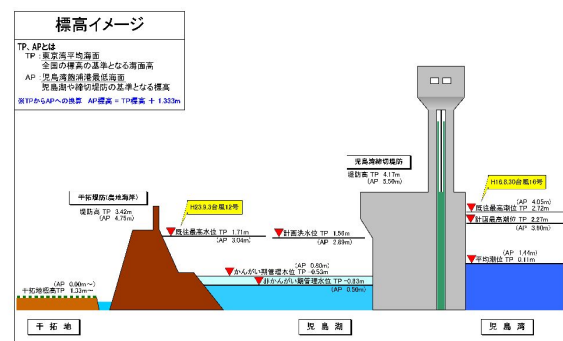 標高イメージ
TP、APとは
TP：東京湾平均海面
全国の標高の基準となる海面高
AP：児島湾飽浦港最低海面
児島湖や締切堤防の基準となる標高
※TPからAPへの換算 AP標高 = TP標高 + 1.333m
干拓堤防(農地海岸)
堤防高 TP 3.42m
(AP 4.75m)
H23.9.3台風12号
既往最高水位 TP 1.71m
(AP 3.04m)
計画洪水位 TP 1.56m
(AP 2.89m)
(AP 0.80m)
かんがい期管理水位 TP -0.53m
非かんがい期管理水位 TP -0.83m
(AP 0.50m)
(AP 0.00m～)
干拓地標高TP -1.33m～
児島湾締切堤防
堤防高 TP 4.17m
(AP 5.50m)
H16.8.30台風16号
(AP 4.05m)
既往最高潮位 TP 2.72m
計画最高潮位 TP 2.27m
(AP 3.60m)
(AP 1.44m)
平均潮位 TP 0.11m
干拓地
児島湖
児島湾